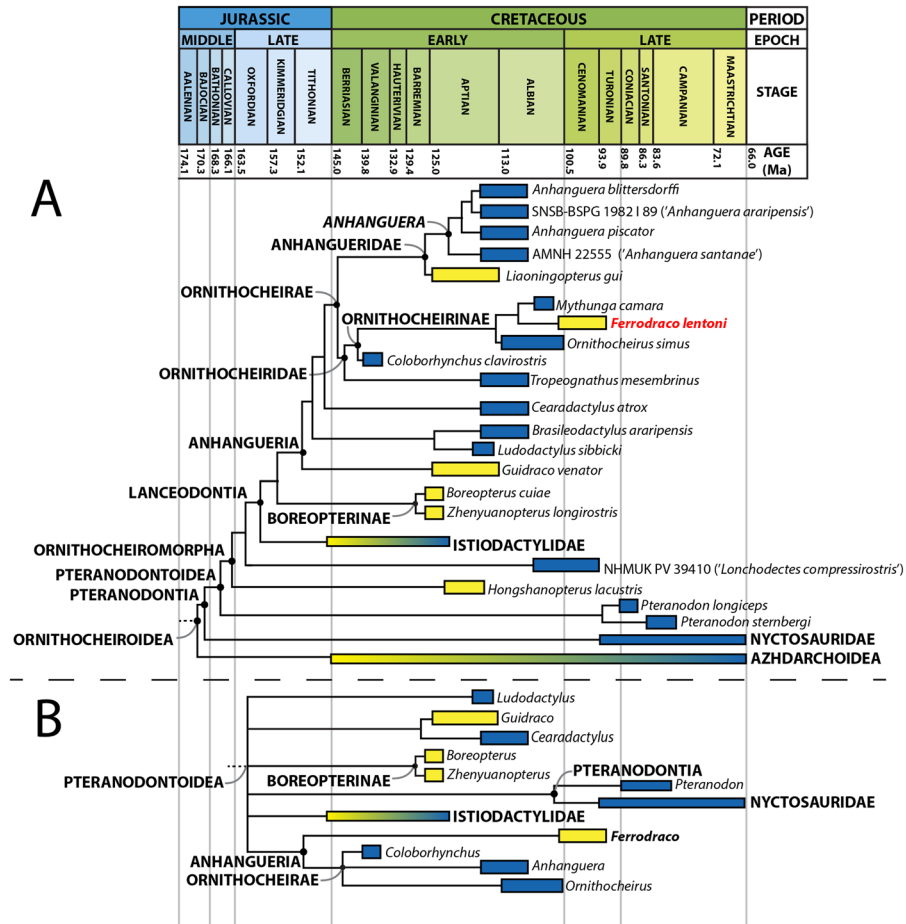 JURASSIC CRETACEOUS PERIOD
MIDDLE LATE EARLY LATE EPOCH
AALENIAN BAJOCIAN BATHONIAN CALLOVIAN OXFORDIAN KIMMERIDGIAN TITHONIAN BERRIASIAN VALANGINIAN HAUTERIVIAN BARREMIAN APTIAN ALBIAN CENOMANIAN TURONIAN CONIACIAN SANTONIAN CAMPANIAN MAASTRICHTIAN STAGE
174.1 170.3 168.3 166.1 163.5 157.3 152.1 145.0 139.8 132.9 129.4 125.0 113.0 100.5 93.9 89.8 86.3 83.6 72.1 66.0 AGE
(Ma)
A
Anhanguera blittersdorffi
SNSB-BSPG 1982 I 89 ('Anhanguera araripensis')
ANHANGUERA
Anhanguera piscator
ANHANGUERIDAE
AMNH 22555 ('Anhanguera santanae')
Liaoningopterus gui
ORNITHOCHEIRAE
Mythunga camara
ORNITHOCHEIRINAE
Ferrodraco lentoni
Ornithocheirus simus
Coloborhynchus clavirostris
ORNITHOCHEIRIDAE
Tropeognathus mesembrinus
Cearadactylus atrox
Brasileodactylus araripensis
ANHANGUERIA
Ludodactylus sibbicki
Guidraco venator
LANCEODONTIA
Boreopterus cuiae
BOREOPTERINAE
Zhenyuanopterus longirostris
ISTIODACTYLIDAE
ORNITHOCHEIROMORPHA
NHMUK PV 39410 ('Lonchodectes compressirostris')
PTERANODONTOIDEA
Hongshanopterus lacustris
PTERANODONTIA
Pteranodon longiceps
Pteranodon sternbergi
ORNITHOCHEIROIDEA
NYCTOSAURIDAE
AZHDARCHOIDEA
B
Ludodactylus
Guidraco
Cearadactylus
Boreopterus
PTERANODONTIA
PTERANODONTOIDEA
BOREOPTERINAE
Zhenyuanopterus
Pteranodon
NYCTOSAURIDAE
ISTIODACTYLIDAE
Ferrodraco
Coloborhynchus
ANHANGUERIA
Anhanguera
ORNITHOCHEIRAE
Ornithocheirus